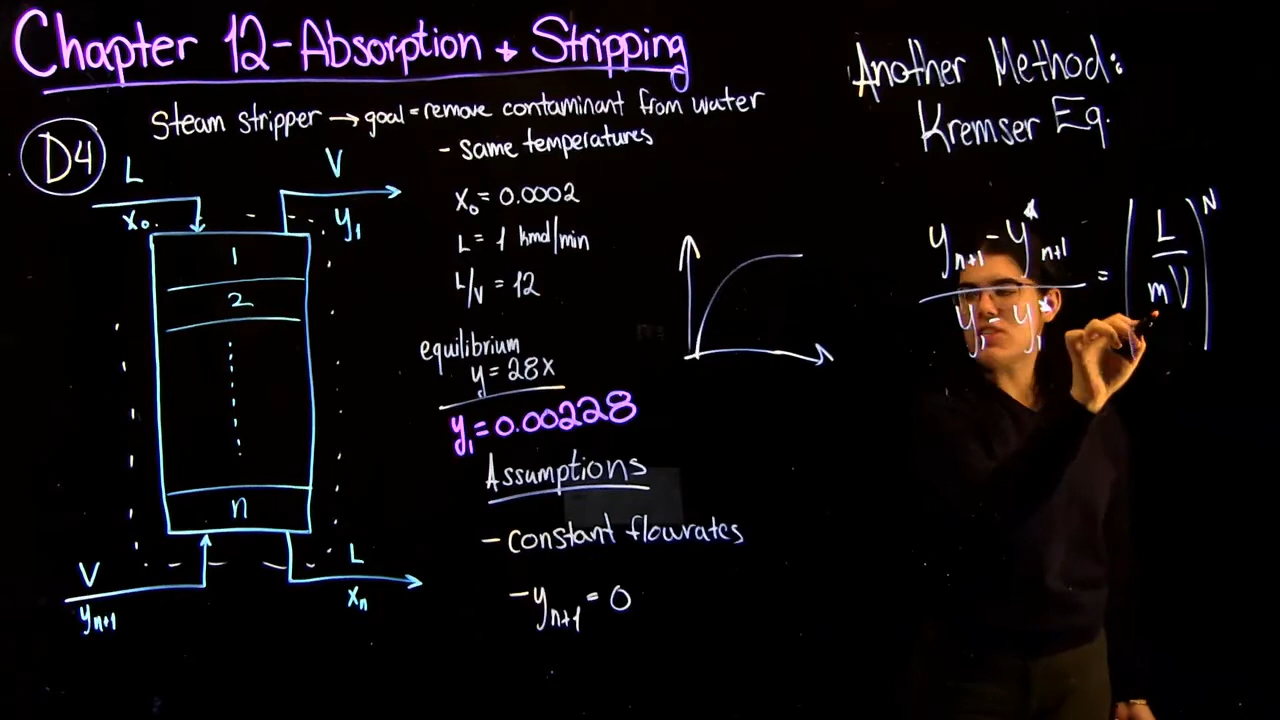 Chapter 12-Absorption + Stripping
Steam stripper → goal = remove contaminant from water
- same temperatures
D4
L
V
x₀
y₁
1
2
n
V
yₙ₊₁
L
xₙ
x₀ = 0.0002
L = 1 kmol/min
L/V = 12
equilibrium
y = 28x
y₁ = 0.00228
Assumptions
- constant flowrates
- yₙ₊₁ = 0
Another Method:
Kremser Eq.
yₙ₊₁ - y*ₙ₊₁
y₁ - y*₁
=
(L / mV)ᴺ